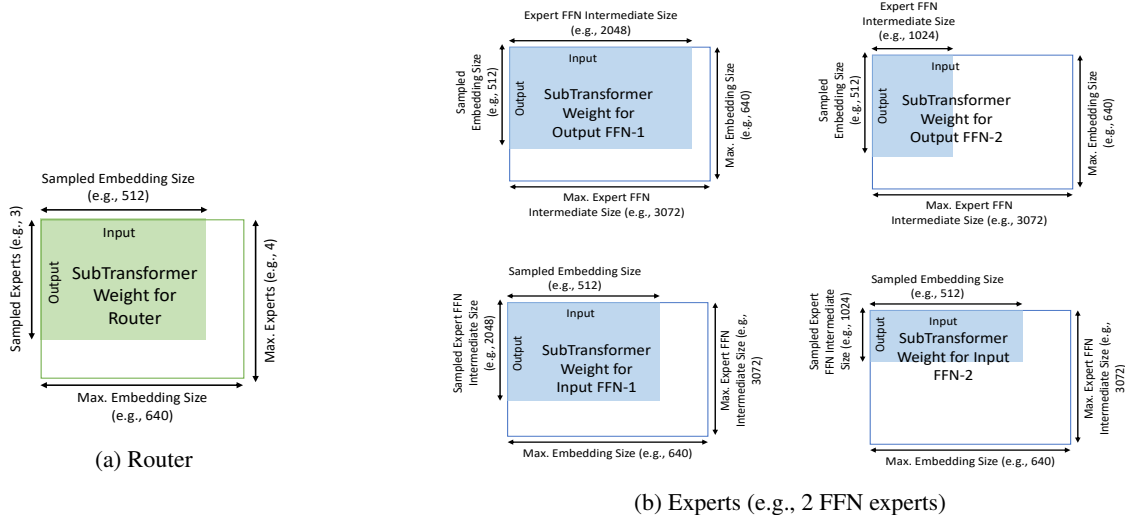 Sampled Embedding Size
(e.g., 512)
Sampled Experts (e.g., 3)
Input
Output
SubTransformer
Weight for
Router
Max. Experts (e.g., 4)
Max. Embedding Size
(e.g., 640)
(a) Router
Expert FFN Intermediate Size
(e.g., 2048)
Sampled
Embedding Size
(e.g., 512)
Input
Output
SubTransformer
Weight for
Output FFN-1
Max. Embedding Size
(e.g., 640)
Max. Expert FFN
Intermediate Size (e.g., 3072)
Expert FFN
Intermediate Size
(e.g., 1024)
Sampled
Embedding Size
(e.g., 512)
Input
Output
SubTransformer
Weight for
Output FFN-2
Max. Embedding Size
(e.g., 640)
Max. Expert FFN
Intermediate Size (e.g., 3072)
Sampled Embedding Size
(e.g., 512)
Sampled Expert FFN
Intermediate Size
(e.g., 2048)
Input
Output
SubTransformer
Weight for
Input FFN-1
Max. Expert FFN
Intermediate Size (e.g.,
3072)
Max. Embedding Size (e.g., 640)
Sampled Embedding Size
(e.g., 512)
Sampled Expert
FFN Intermediate
Size (e.g., 1024)
Input
Output
SubTransformer
Weight for Input
FFN-2
Max. Expert FFN
Intermediate Size (e.g.,
3072)
Max. Embedding Size (e.g., 640)
(b) Experts (e.g., 2 FFN experts)